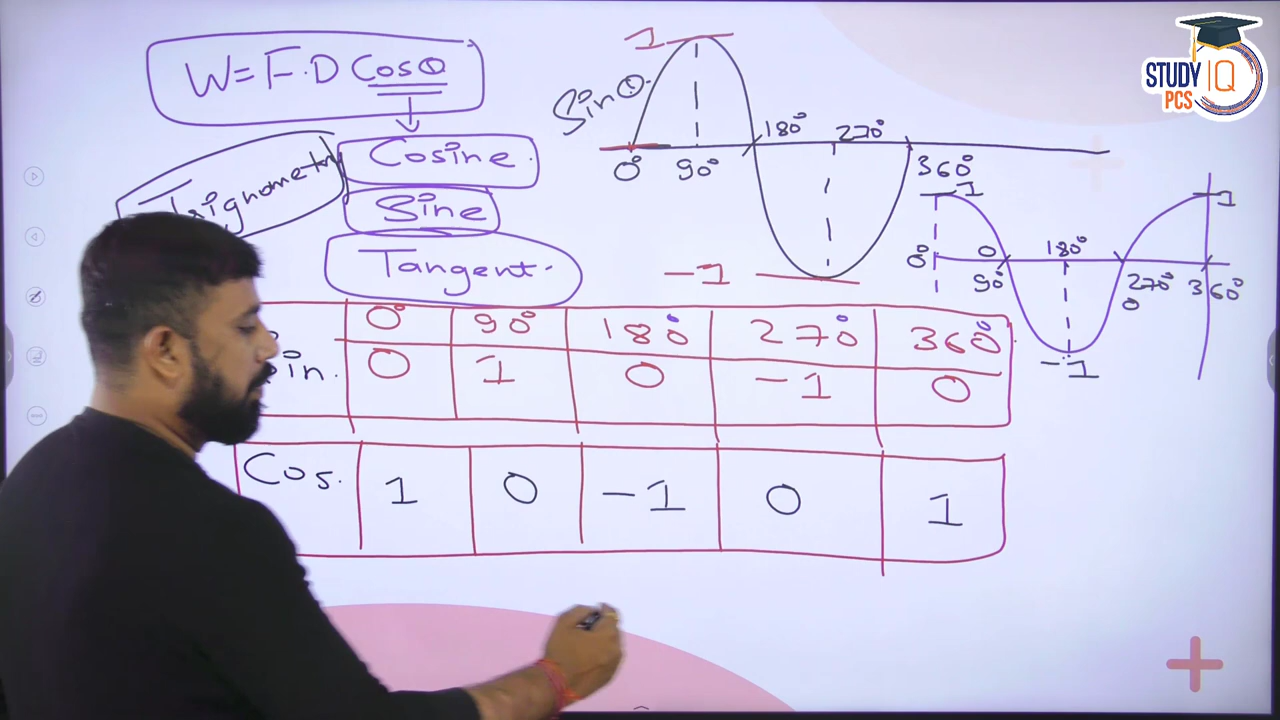 W=F.D Cosθ
Trignometry
Cosine
Sine
Tangent.
Sinθ.
1
0° 90° 180° 270° 360°
-1
1 1
0° 0 90° 180° 270° 0 360°
-1
0° 90° 180° 270° 360°
in. 0 1 0 -1 0
Cos. 1 0 -1 0 1
STUDY IQ
PCS